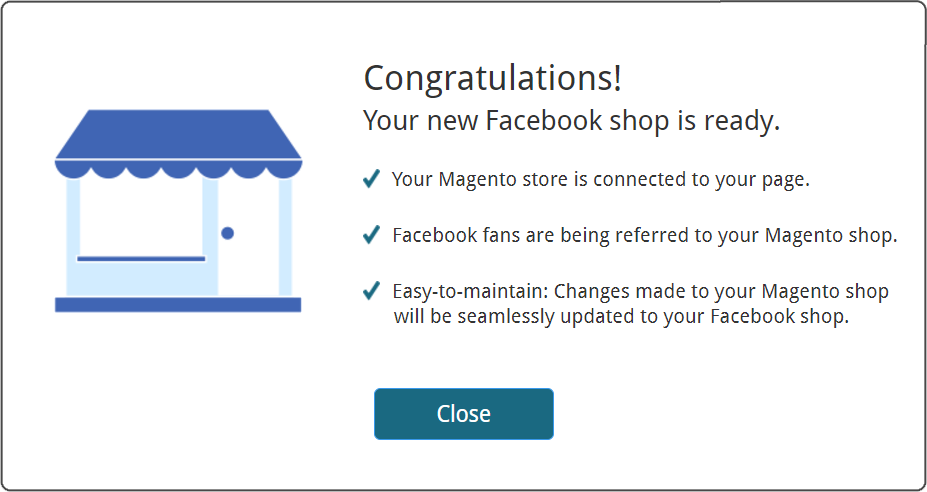 Congratulations!
Your new Facebook shop is ready.
Your Magento store is connected to your page.
Facebook fans are being referred to your Magento shop.
Easy-to-maintain: Changes made to your Magento shop
will be seamlessly updated to your Facebook shop.
Close